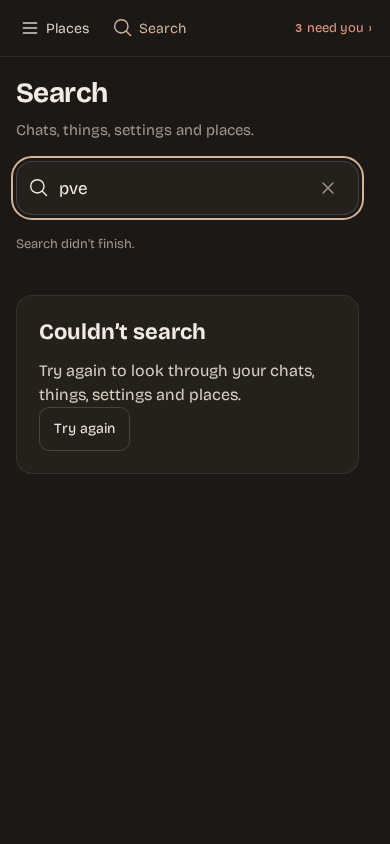 Places
Search
3 need you ›
Search
Chats, things, settings and places.
pve
Search didn't finish.
Couldn't search
Try again to look through your chats,
things, settings and places.
Try again